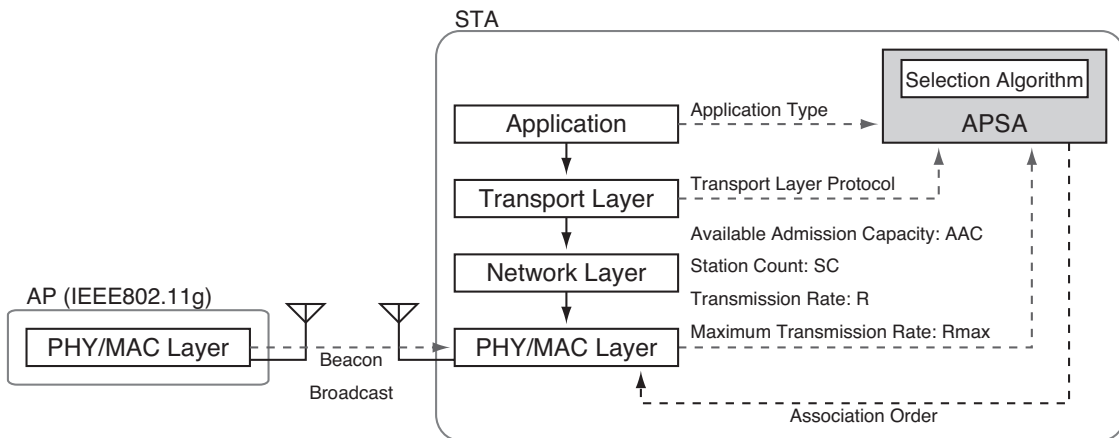 STA
Selection Algorithm
APSA
Application
Application Type
Transport Layer
Transport Layer Protocol
Available Admission Capacity: AAC
Network Layer
Station Count: SC
Transmission Rate: R
AP (IEEE802.11g)
PHY/MAC Layer
Beacon
Broadcast
PHY/MAC Layer
Maximum Transmission Rate: Rmax
Association Order